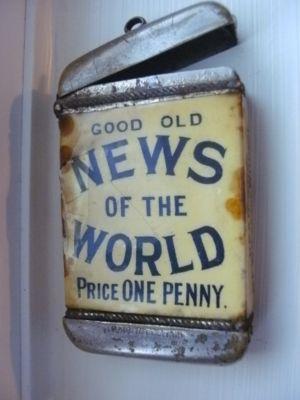 GOOD OLD
NEWS
OF THE
WORLD
PRICE ONE PENNY.